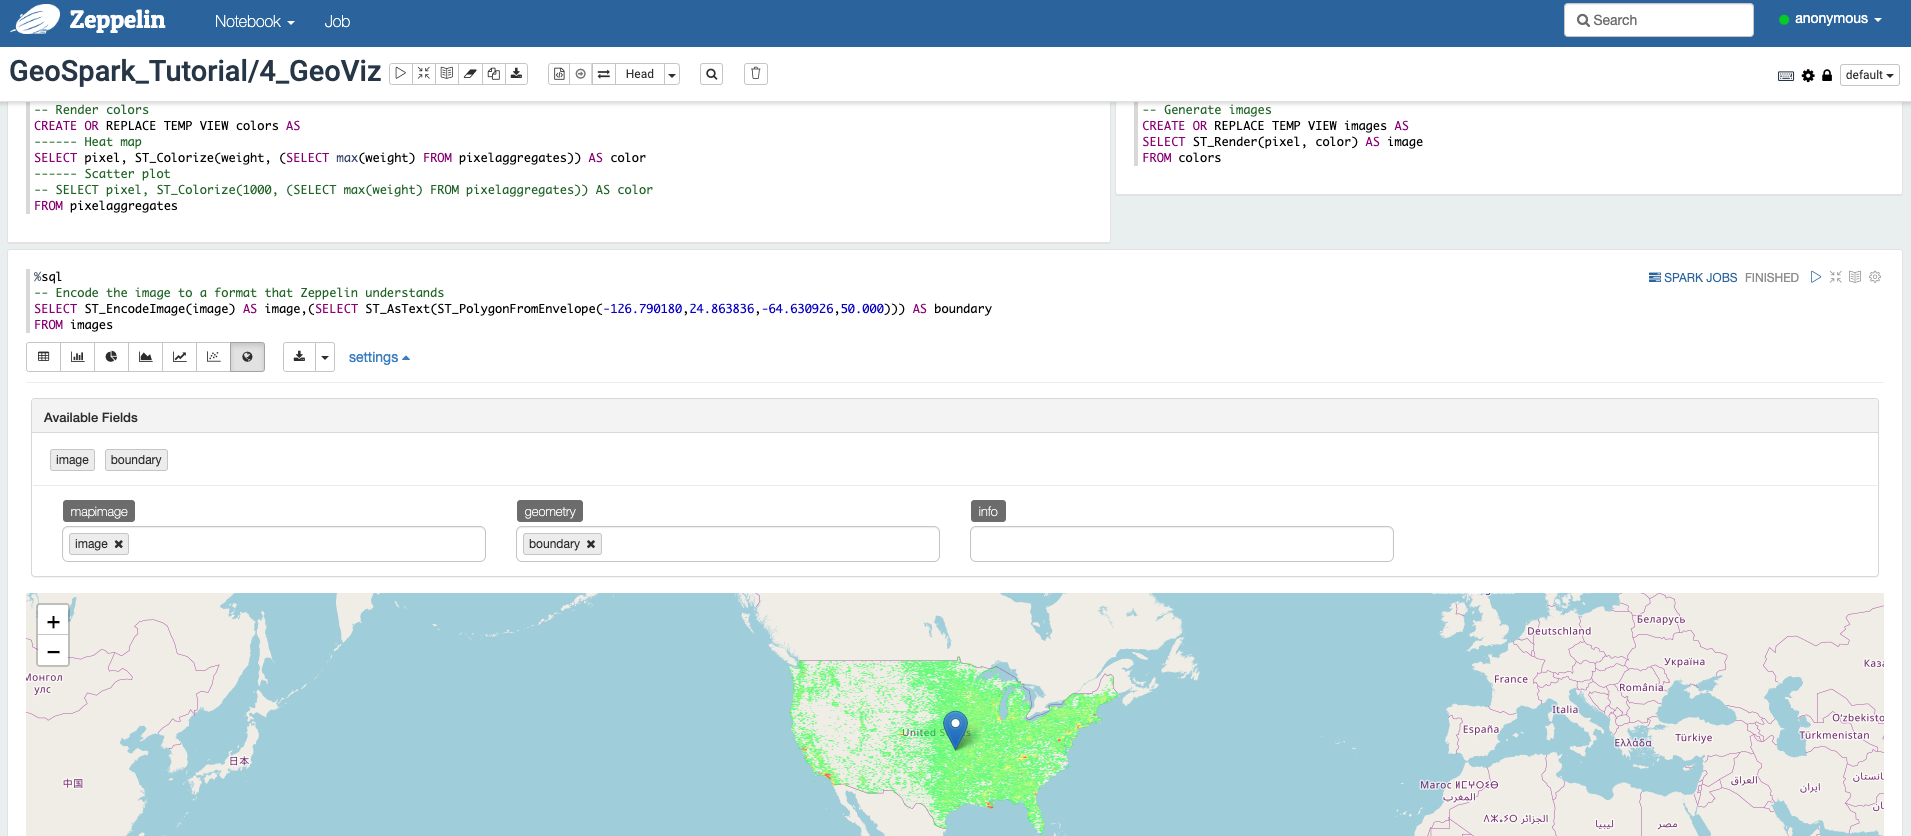 Zeppelin
Notebook
Job
Search
anonymous
GeoSpark_Tutorial/4_GeoViz
Head
default
-- Render colors
CREATE OR REPLACE TEMP VIEW colors AS
------ Heat map
SELECT pixel, ST_Colorize(weight, (SELECT max(weight) FROM pixelaggregates)) AS color
------ Scatter plot
-- SELECT pixel, ST_Colorize(1000, (SELECT max(weight) FROM pixelaggregates)) AS color
FROM pixelaggregates
-- Generate images
CREATE OR REPLACE TEMP VIEW images AS
SELECT ST_Render(pixel, color) AS image
FROM colors
%sql
-- Encode the image to a format that Zeppelin understands
SELECT ST_EncodeImage(image) AS image,(SELECT ST_AsText(ST_PolygonFromEnvelope(-126.790180,24.863836,-64.630926,50.000))) AS boundary
FROM images
SPARK JOBS FINISHED
settings
Available Fields
image boundary
mapimage
geometry
info
image ✖
boundary ✖
+
−
Беларусь
Deutschland
Україна
Каза
Монгол
улс
France
România
Italia
O'zbekisto
España
Ελλάδα
Türkiye
Türkmenistan
United S
日本
中国
Maroc ⵍⵎⵖⵔⵉⴱ
المغرب
العراق
ایران
الجزائر
ليبيا
مصر